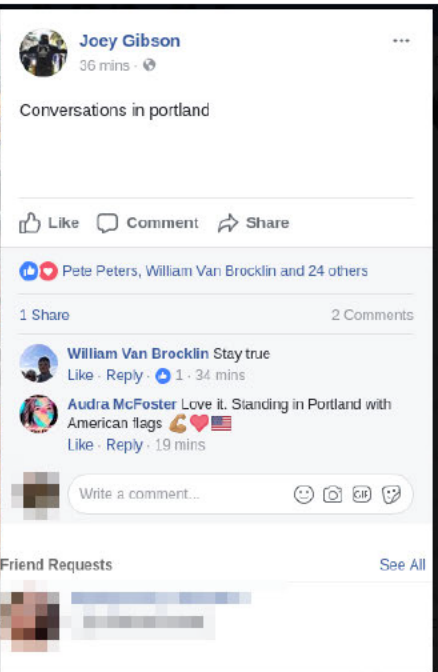 Joey Gibson
36 mins ·
Conversations in portland
Like Comment Share
Pete Peters, William Van Brocklin and 24 others
1 Share 2 Comments
William Van Brocklin Stay true
Like · Reply · 1 · 34 mins
Audra McFoster Love it. Standing in Portland with
American flags 💪🏽❤️🇺🇸
Like · Reply · 19 mins
Write a comment...
GIF
Friend Requests See All